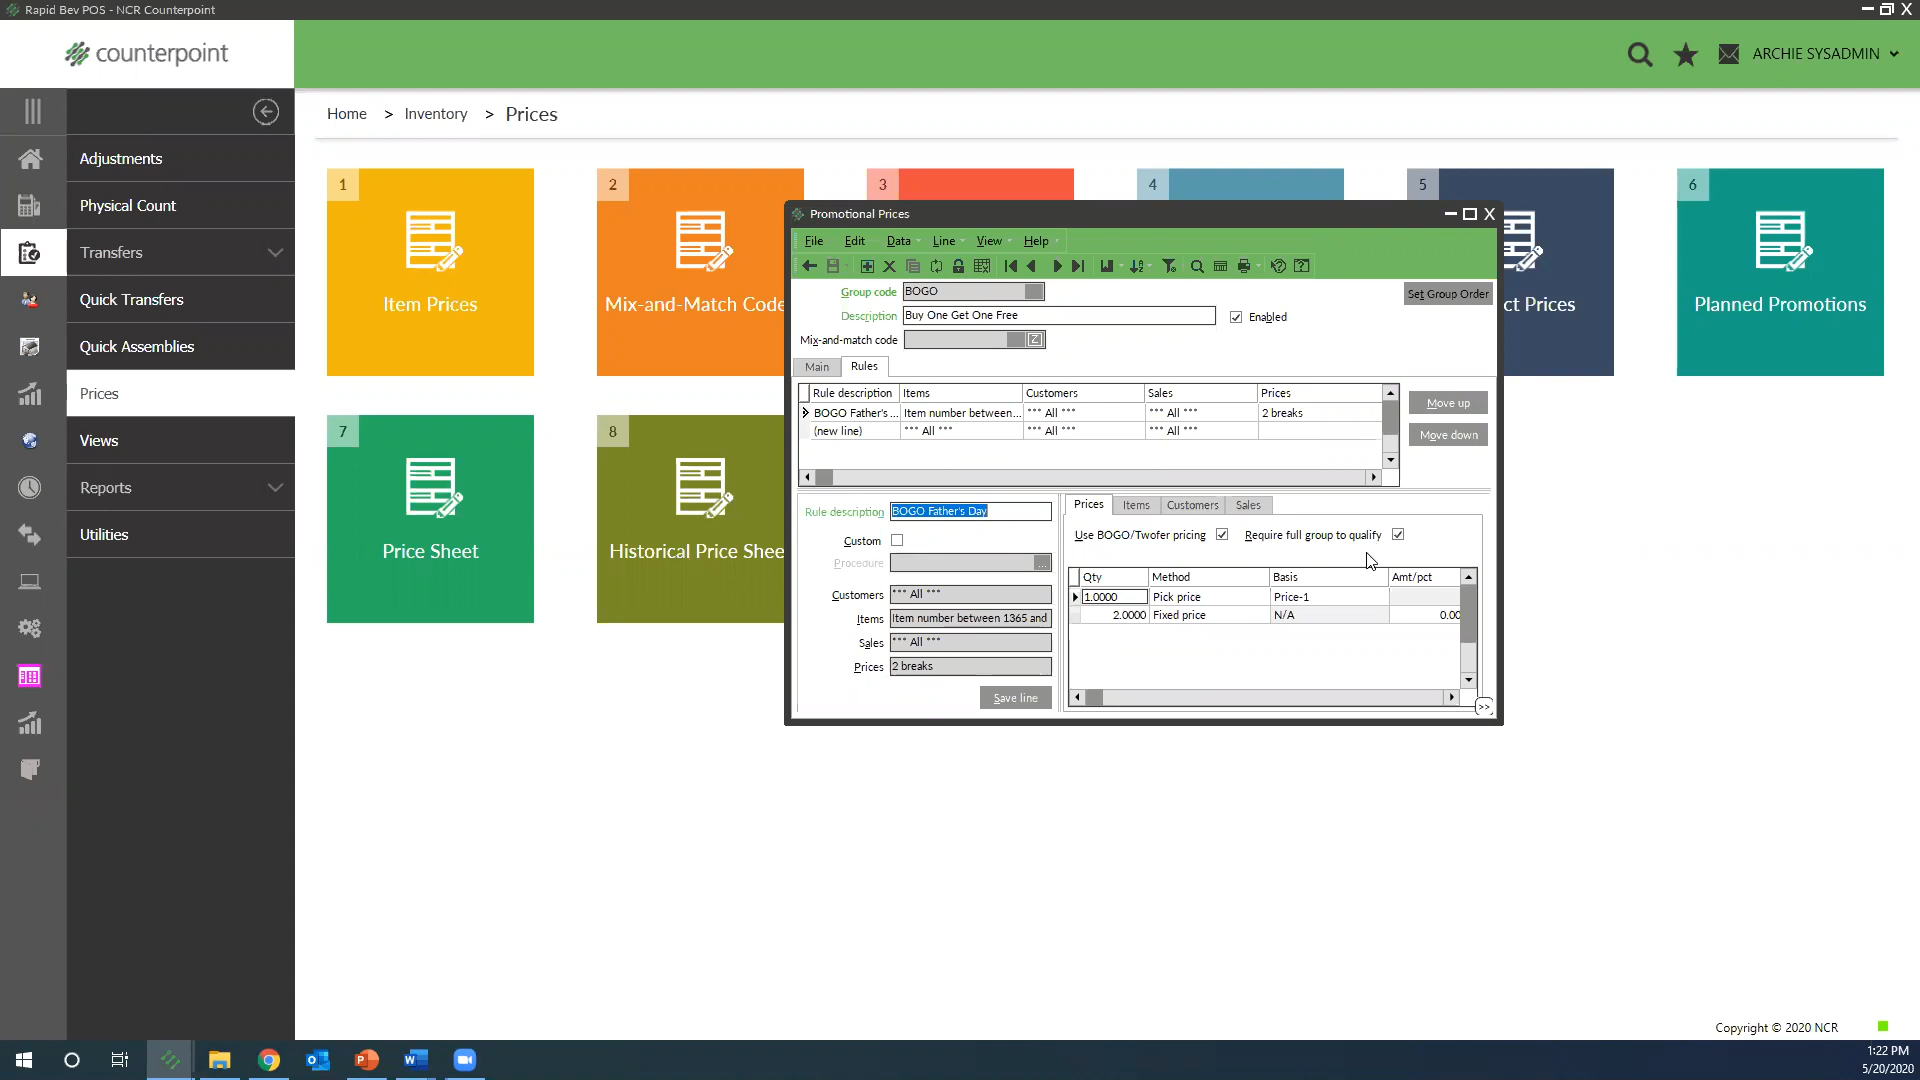 Rapid Bev POS - NCR Counterpoint
counterpoint
ARCHIE SYSADMIN
Home > Inventory > Prices
Adjustments
Physical Count
Transfers
Quick Transfers
Quick Assemblies
Prices
Views
Reports
Utilities
1
Item Prices
2
Mix-and-Match Code
3
4
5
ct Prices
6
Planned Promotions
7
Price Sheet
8
Historical Price Shee
Promotional Prices
File Edit Data Line View Help
Group code BOGO
Set Group Order
Description Buy One Get One Free
Enabled
Mix-and-match code
Z
Main Rules
Rule description Items Customers Sales Prices
BOGO Father's ... Item number between... *** All *** *** All *** 2 breaks
(new line) *** All *** *** All *** *** All ***
Move up
Move down
Rule description BOGO Father's Day
Custom
Procedure ...
Customers *** All ***
Items Item number between 1365 and
Sales *** All ***
Prices 2 breaks
Save line
Prices Items Customers Sales
Use BOGO/Twofer pricing Require full group to qualify
Qty Method Basis Amt/pct
1.0000 Pick price Price-1
2.0000 Fixed price N/A 0.00
>>
Copyright © 2020 NCR
1:22 PM
5/20/2020